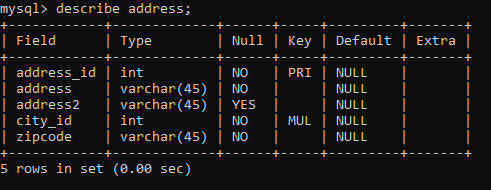 mysql> describe address;
+------------+-------------+------+-----+---------+-------+
| Field      | Type        | Null | Key | Default | Extra |
+------------+-------------+------+-----+---------+-------+
| address_id | int         | NO   | PRI | NULL    |       |
| address    | varchar(45) | NO   |     | NULL    |       |
| address2   | varchar(45) | YES  |     | NULL    |       |
| city_id    | int         | NO   | MUL | NULL    |       |
| zipcode    | varchar(45) | NO   |     | NULL    |       |
+------------+-------------+------+-----+---------+-------+
5 rows in set (0.00 sec)